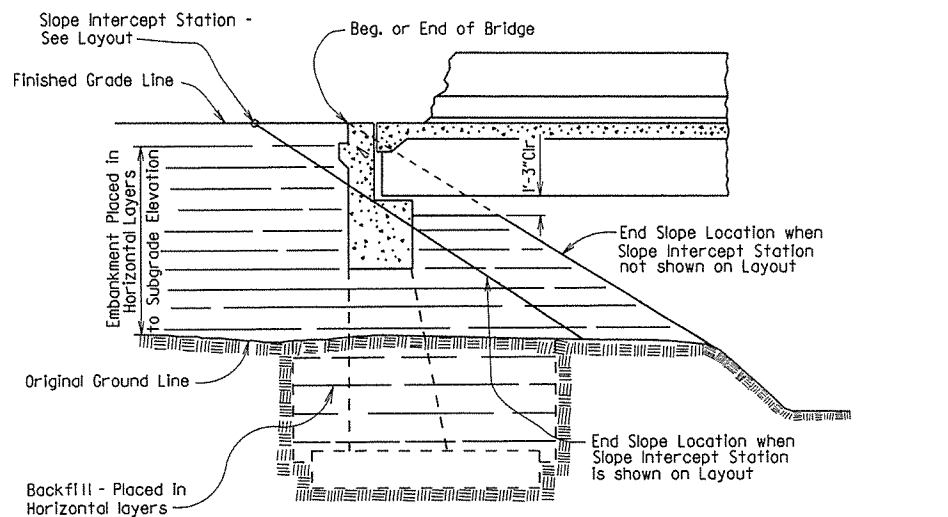 Slope Intercept Station -
See Layout
Beg. or End of Bridge
Finished Grade Line
Embankment Placed in
Horizontal Layers
to Subgrade Elevation
1'-3"Clr.
End Slope Location when
Slope Intercept Station
not shown on Layout
Original Ground Line
End Slope Location when
Slope Intercept Station
is shown on Layout
Backfill - Placed in
Horizontal layers